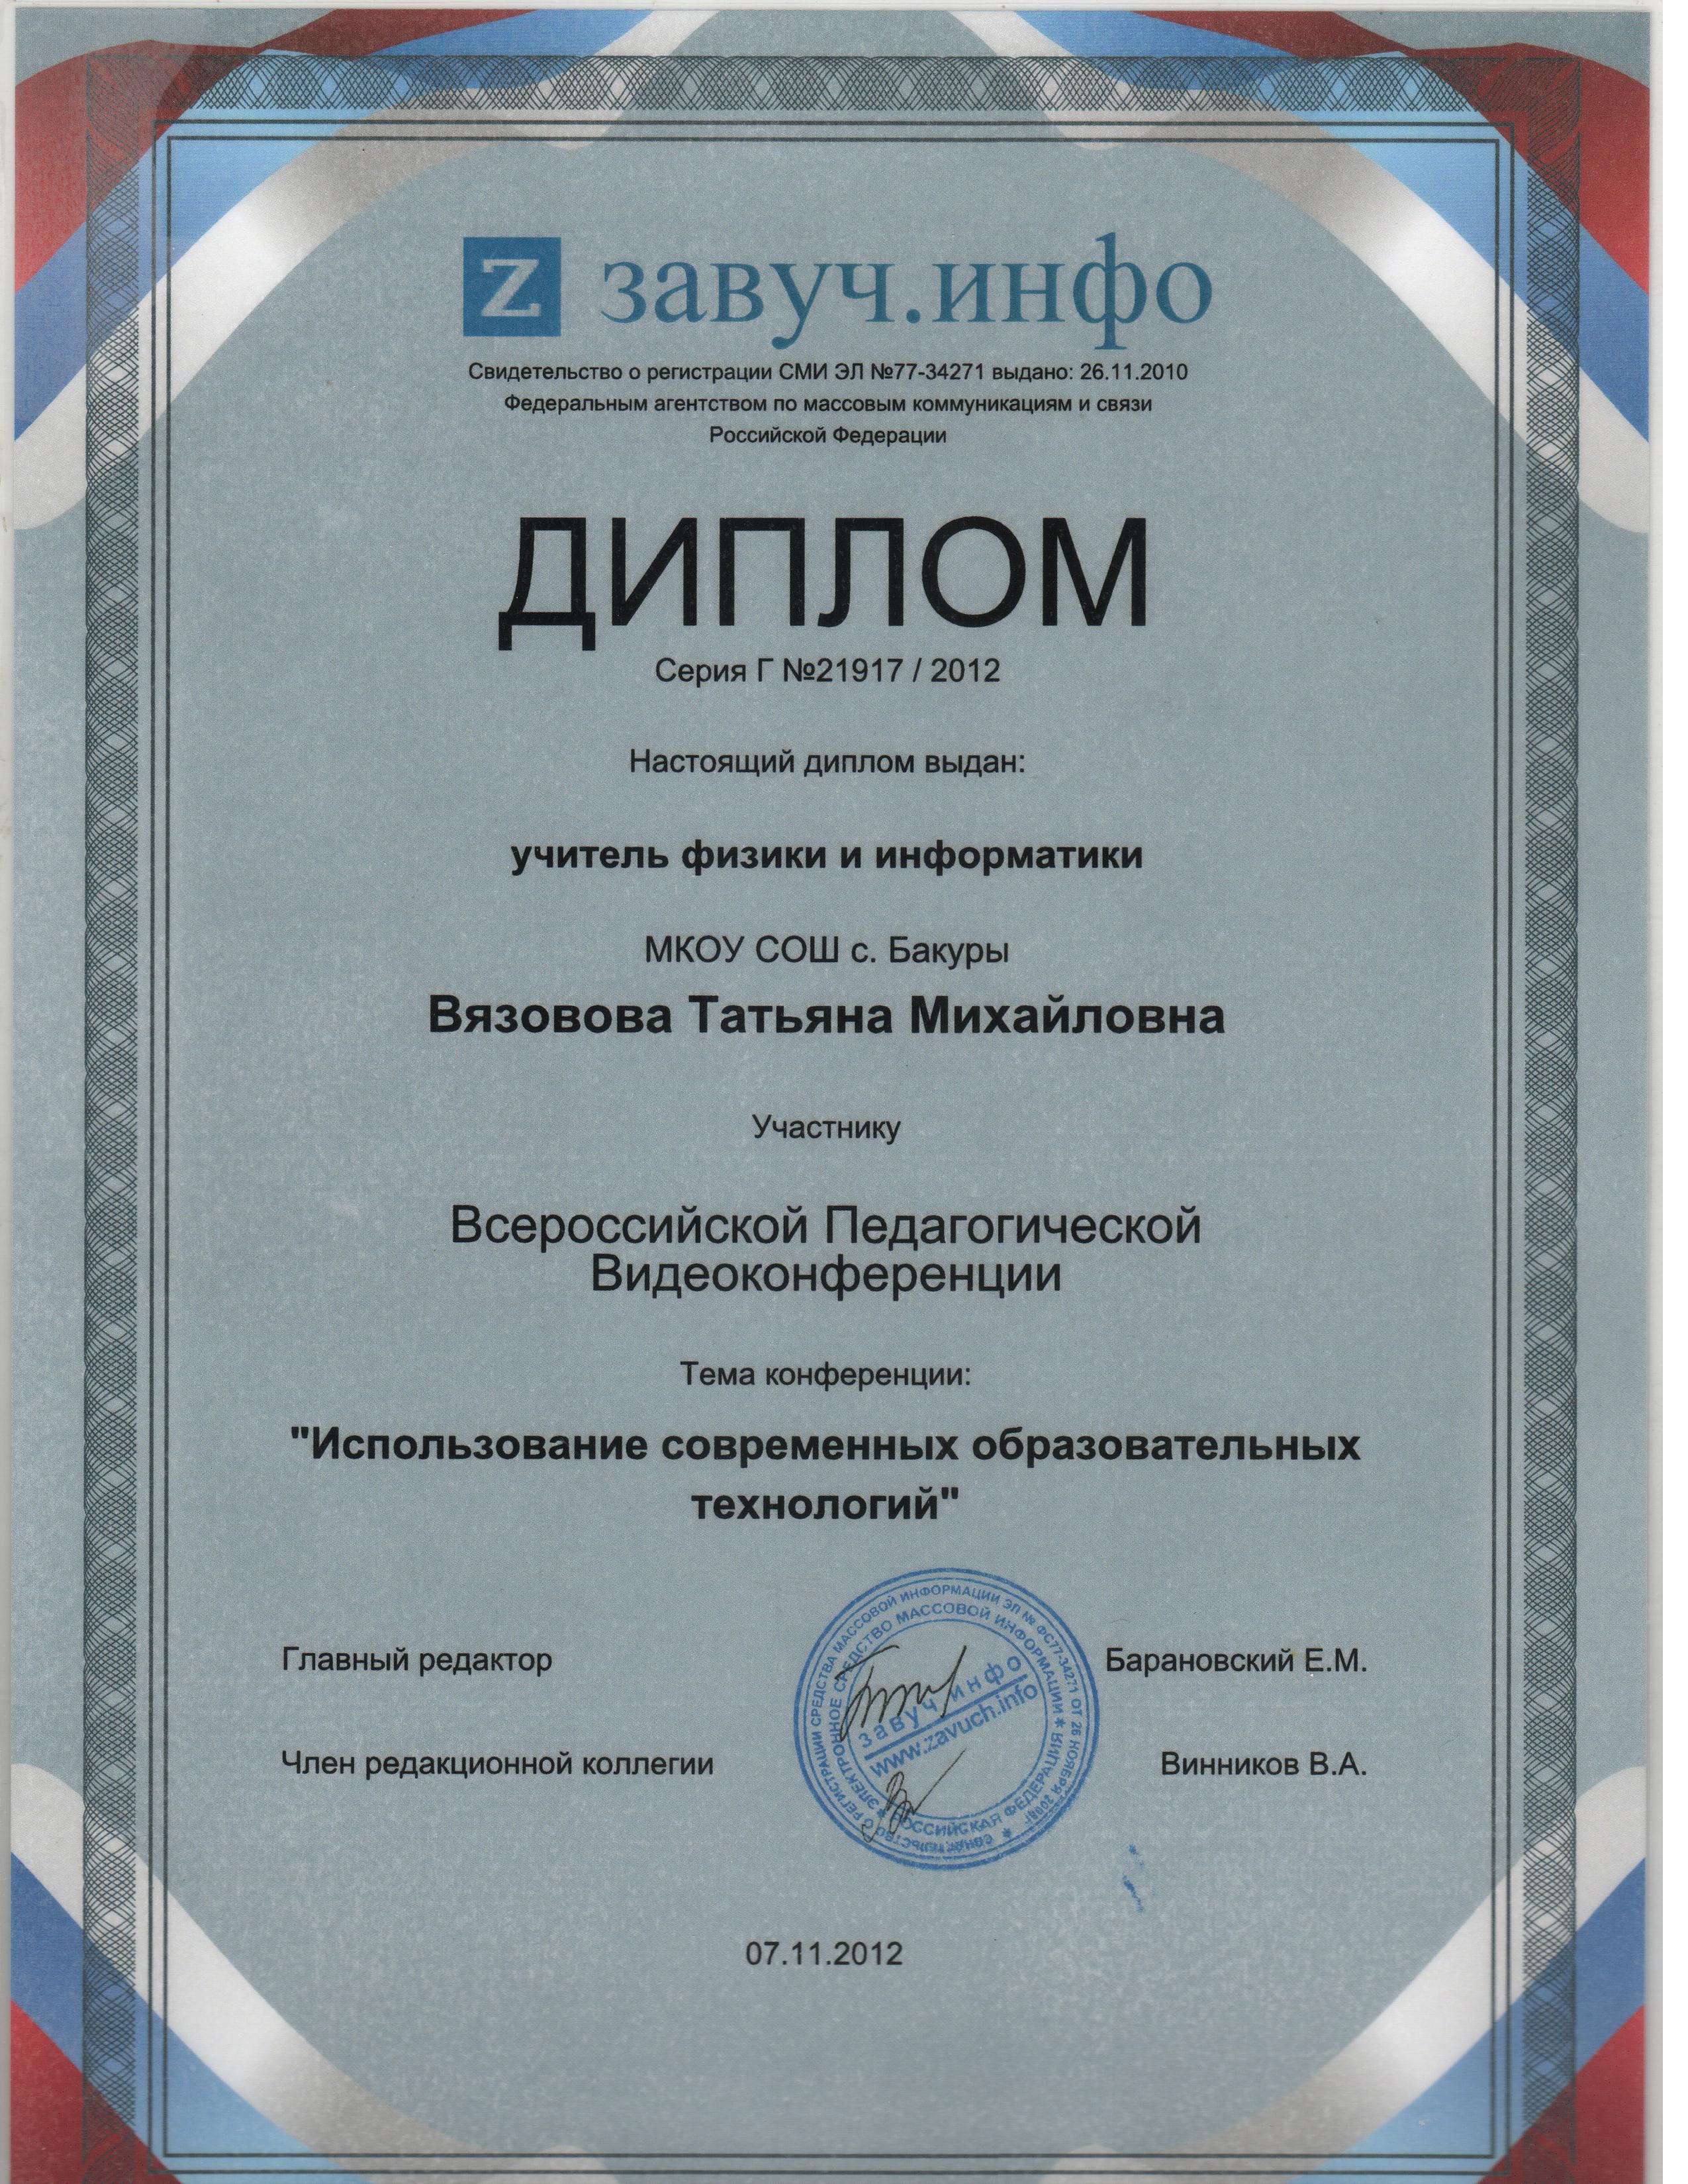 Z завуч.инфо
Свидетельство о регистрации СМИ ЭЛ №77-34271 выдано: 26.11.2010
Федеральным агентством по массовым коммуникациям и связи
Российской Федерации
ДИПЛОМ
Серия Г №21917 / 2012
Настоящий диплом выдан:
учитель физики и информатики
МКОУ СОШ с. Бакуры
Вязовова Татьяна Михайловна
Участнику
Всероссийской Педагогической
Видеоконференции
Тема конференции:
"Использование современных образовательных
технологий"
Главный редактор
Барановский Е.М.
Член редакционной коллегии
Винников В.А.
СВИДЕТЕЛЬСТВО О РЕГИСТРАЦИИ СРЕДСТВА МАССОВОЙ ИНФОРМАЦИИ ЭЛ № ФС77-34271 ОТ 26 НОЯБРЯ
ЭЛЕКТРОННОЕ СРЕДСТВО МАССОВОЙ ИНФОРМАЦИИ * РОССИЙСКАЯ ФЕДЕРАЦИЯ *
завуч.инфо
www.zavuch.info
07.11.2012